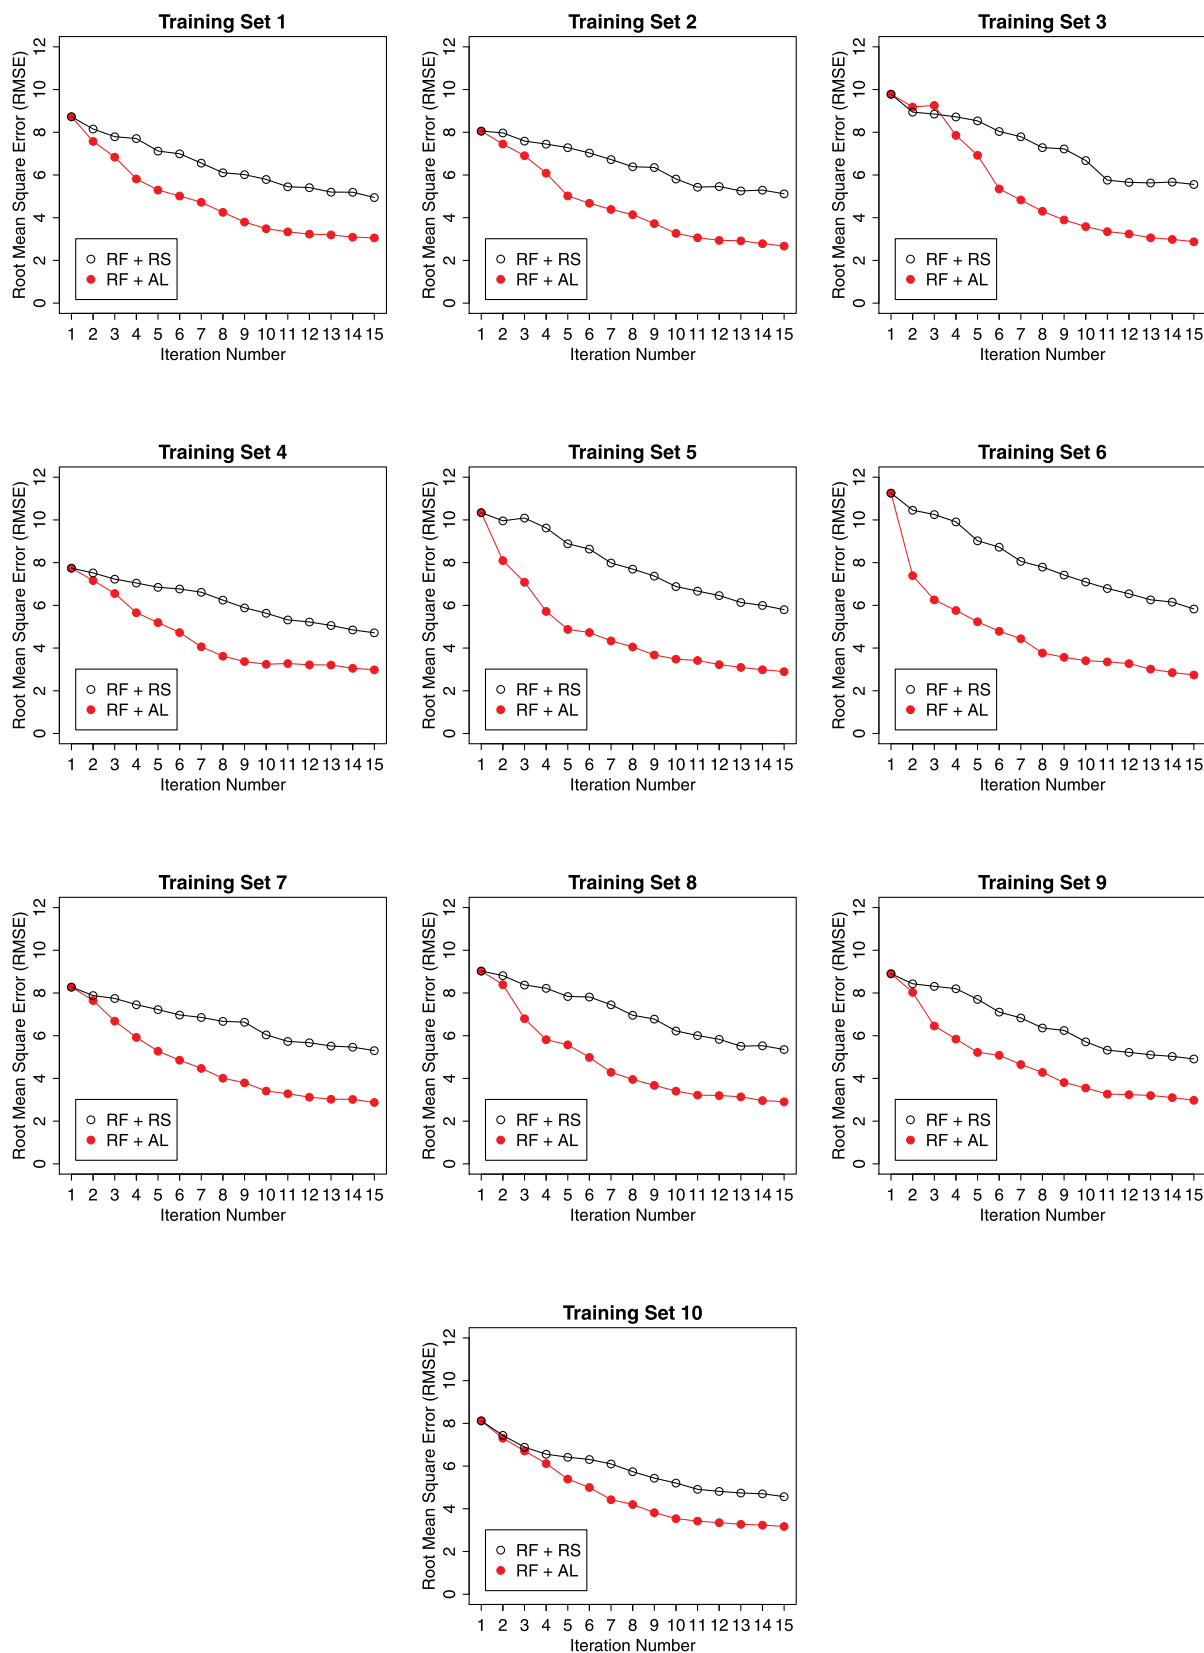 Training Set 1
Root Mean Square Error (RMSE)
12
10
8
6
4
2
0
RF + RS
RF + AL
1 2 3 4 5 6 7 8 9 10 11 12 13 14 15
Iteration Number
Training Set 2
Root Mean Square Error (RMSE)
12
10
8
6
4
2
0
RF + RS
RF + AL
1 2 3 4 5 6 7 8 9 10 11 12 13 14 15
Iteration Number
Training Set 3
Root Mean Square Error (RMSE)
12
10
8
6
4
2
0
RF + RS
RF + AL
1 2 3 4 5 6 7 8 9 10 11 12 13 14 15
Iteration Number
Training Set 4
Root Mean Square Error (RMSE)
12
10
8
6
4
2
0
RF + RS
RF + AL
1 2 3 4 5 6 7 8 9 10 11 12 13 14 15
Iteration Number
Training Set 5
Root Mean Square Error (RMSE)
12
10
8
6
4
2
0
RF + RS
RF + AL
1 2 3 4 5 6 7 8 9 10 11 12 13 14 15
Iteration Number
Training Set 6
Root Mean Square Error (RMSE)
12
10
8
6
4
2
0
RF + RS
RF + AL
1 2 3 4 5 6 7 8 9 10 11 12 13 14 15
Iteration Number
Training Set 7
Root Mean Square Error (RMSE)
12
10
8
6
4
2
0
RF + RS
RF + AL
1 2 3 4 5 6 7 8 9 10 11 12 13 14 15
Iteration Number
Training Set 8
Root Mean Square Error (RMSE)
12
10
8
6
4
2
0
RF + RS
RF + AL
1 2 3 4 5 6 7 8 9 10 11 12 13 14 15
Iteration Number
Training Set 9
Root Mean Square Error (RMSE)
12
10
8
6
4
2
0
RF + RS
RF + AL
1 2 3 4 5 6 7 8 9 10 11 12 13 14 15
Iteration Number
Training Set 10
Root Mean Square Error (RMSE)
12
10
8
6
4
2
0
RF + RS
RF + AL
1 2 3 4 5 6 7 8 9 10 11 12 13 14 15
Iteration Number